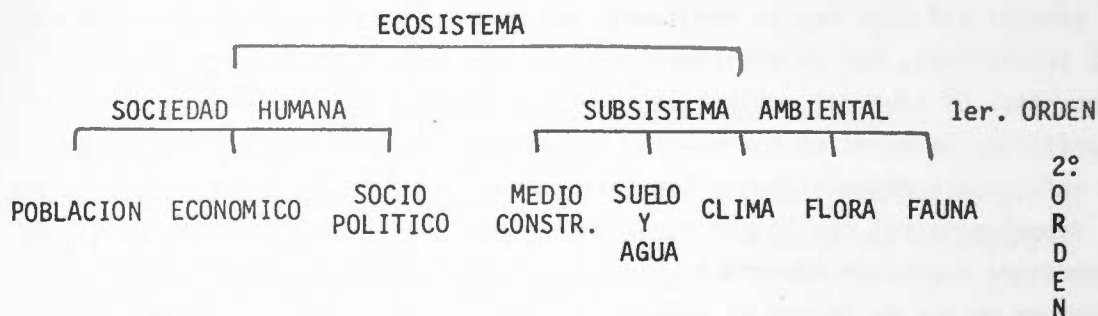 ECOSISTEMA
SOCIEDAD HUMANA
SUBSISTEMA AMBIENTAL
1er. ORDEN
POBLACION
ECONOMICO
SOCIO
POLITICO
MEDIO
CONSTR.
SUELO
Y
AGUA
CLIMA
FLORA
FAUNA
2°
O
R
D
E
N